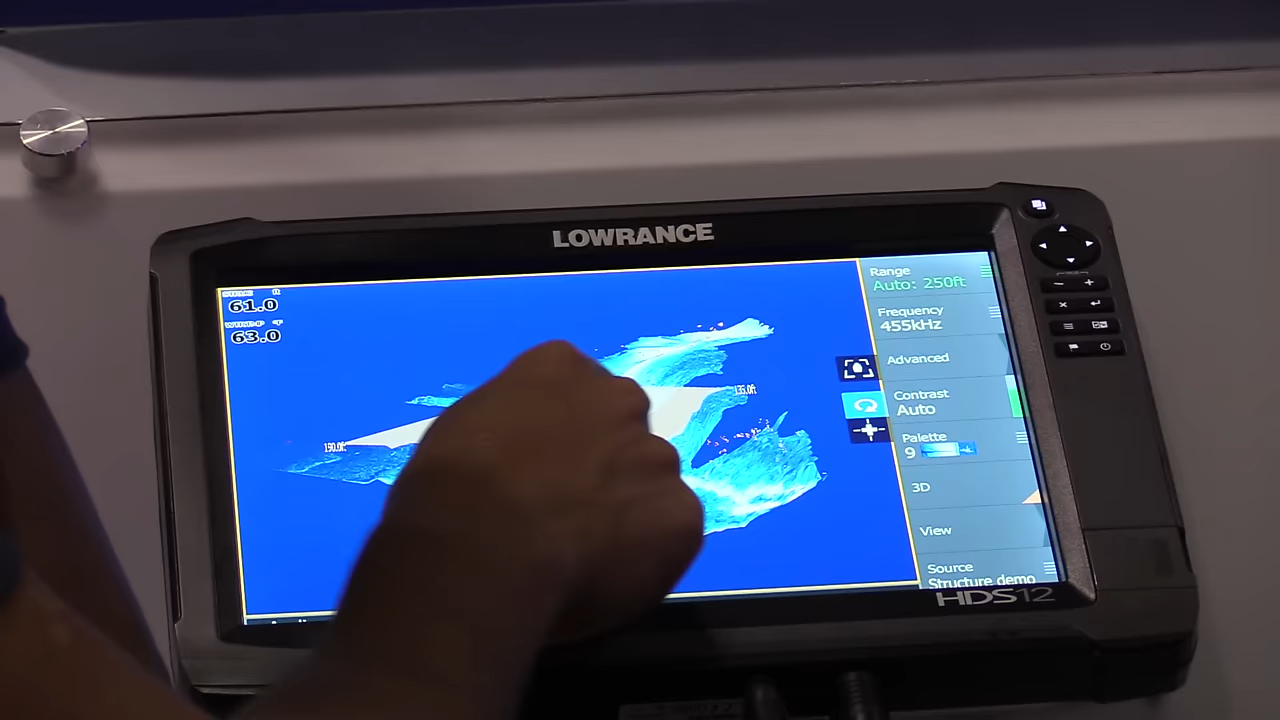 LOWRANCE
61.0
63.0
135.0ft
190.0ft
Range
Auto: 250ft
Frequency
455kHz
Advanced
Contrast
Auto
Palette
9
3D
View
Source
Structure demo
HDS12